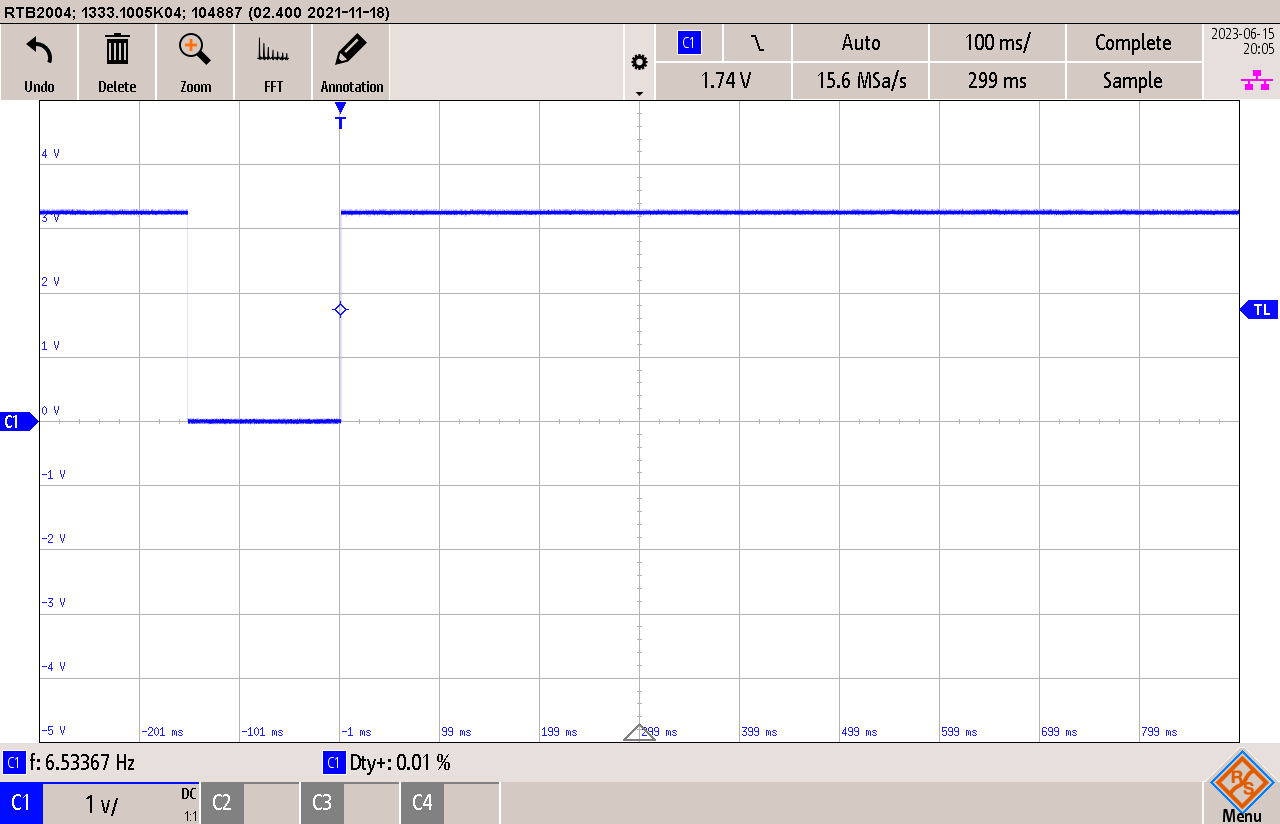 RTB2004; 1333.1005K04; 104887 (02.400 2021-11-18)
Undo
Delete
Zoom
FFT
Annotation
C1
Auto
100 ms/
Complete
2023-06-15
20:05
1.74 V
15.6 MSa/s
299 ms
Sample
T
4 V
3 V
2 V
1 V
0 V
-1 V
-2 V
-3 V
-4 V
-5 V
TL
C1
-201 ms
-101 ms
-1 ms
99 ms
199 ms
299 ms
399 ms
499 ms
599 ms
699 ms
799 ms
C1 f: 6.53367 Hz
C1 Dty+: 0.01 %
C1
1 V/
DC
1:1
C2
C3
C4
R S
Menu